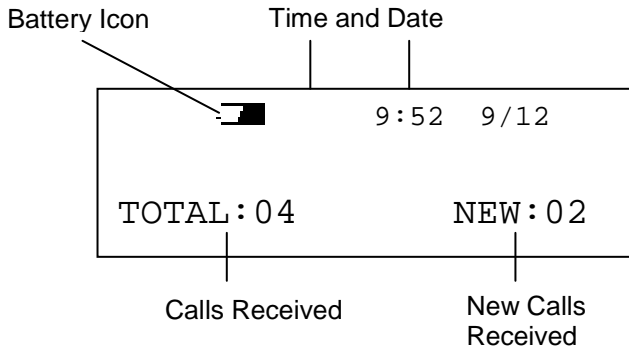 Battery Icon
Time and Date
9:52 9/12
TOTAL:04
NEW:02
Calls Received
New Calls
Received